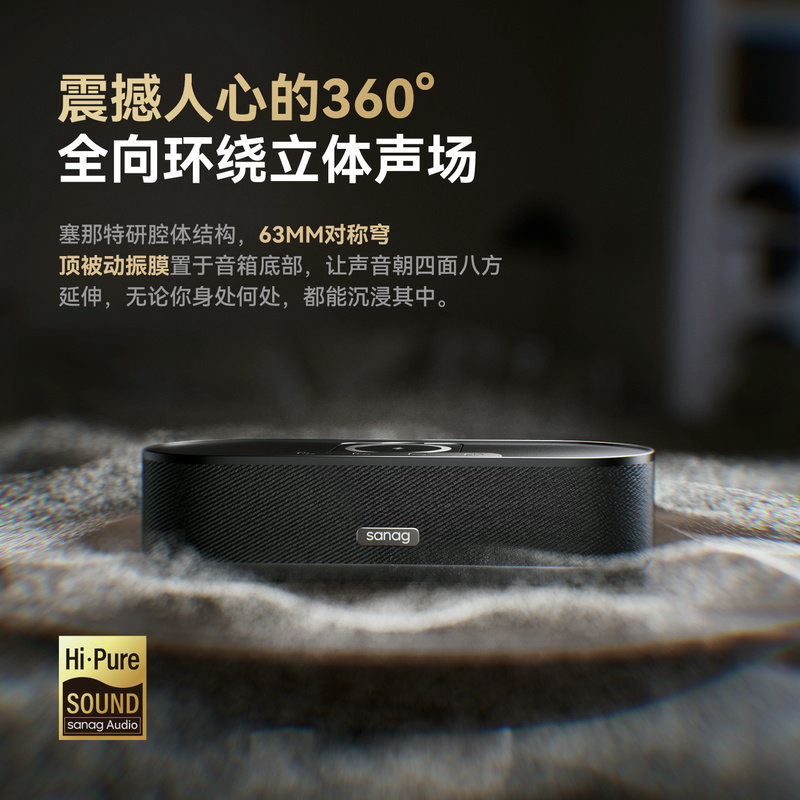 震撼人心的360°
全向环绕立体声场
塞那特研腔体结构，63MM对称穹
顶被动振膜置于音箱底部，让声音朝四面八方
延伸，无论你身处何处，都能沉浸其中。
sanag
Hi·Pure
SOUND
sanag Audio